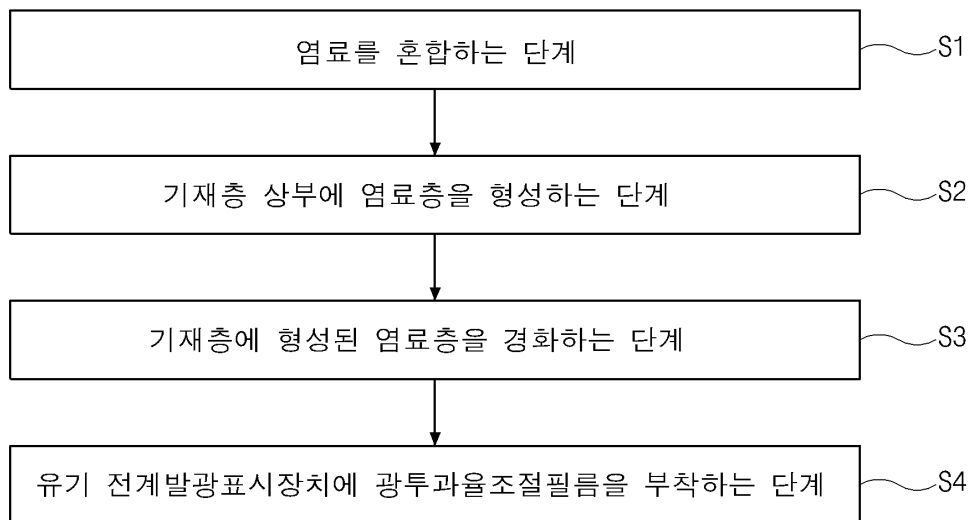 염료를 혼합하는 단계 S1
기재층 상부에 염료층을 형성하는 단계 S2
기재층에 형성된 염료층을 경화하는 단계 S3
유기 전계발광표시장치에 광투과율조절필름을 부착하는 단계 S4